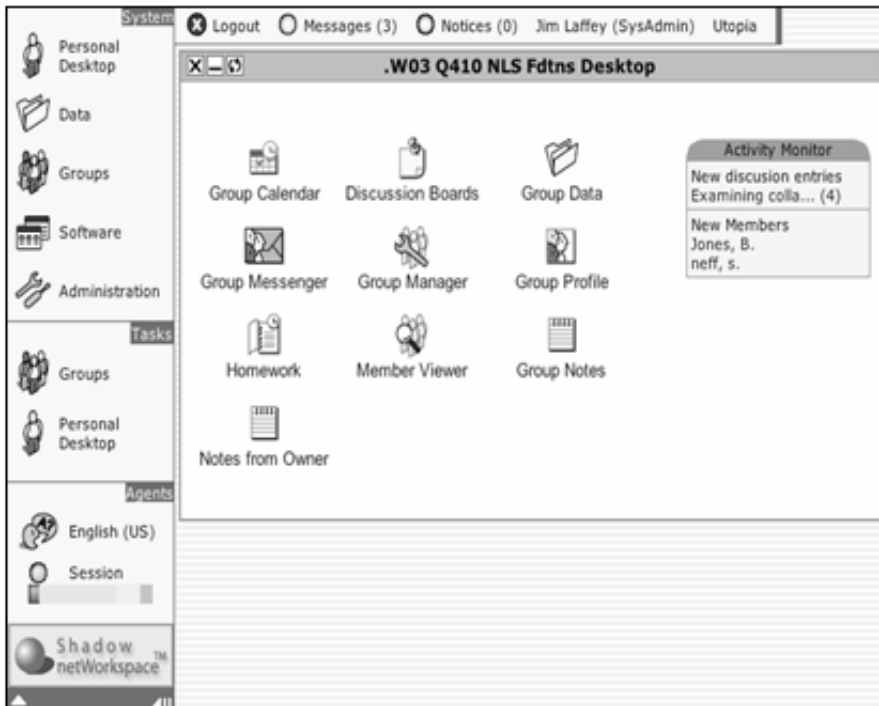 System
Personal
Desktop
Data
Groups
Software
Administration
Tasks
Groups
Personal
Desktop
Agents
English (US)
Session
Shadow
netWorkspace™
X Logout Messages (3) Notices (0) Jim Laffey (SysAdmin) Utopia
.W03 Q410 NLS Fdtns Desktop
Group Calendar Discussion Boards Group Data
Group Messenger Group Manager Group Profile
Homework Member Viewer Group Notes
Notes from Owner
Activity Monitor
New discusion entries
Examining colla... (4)
New Members
Jones, B.
neff, s.